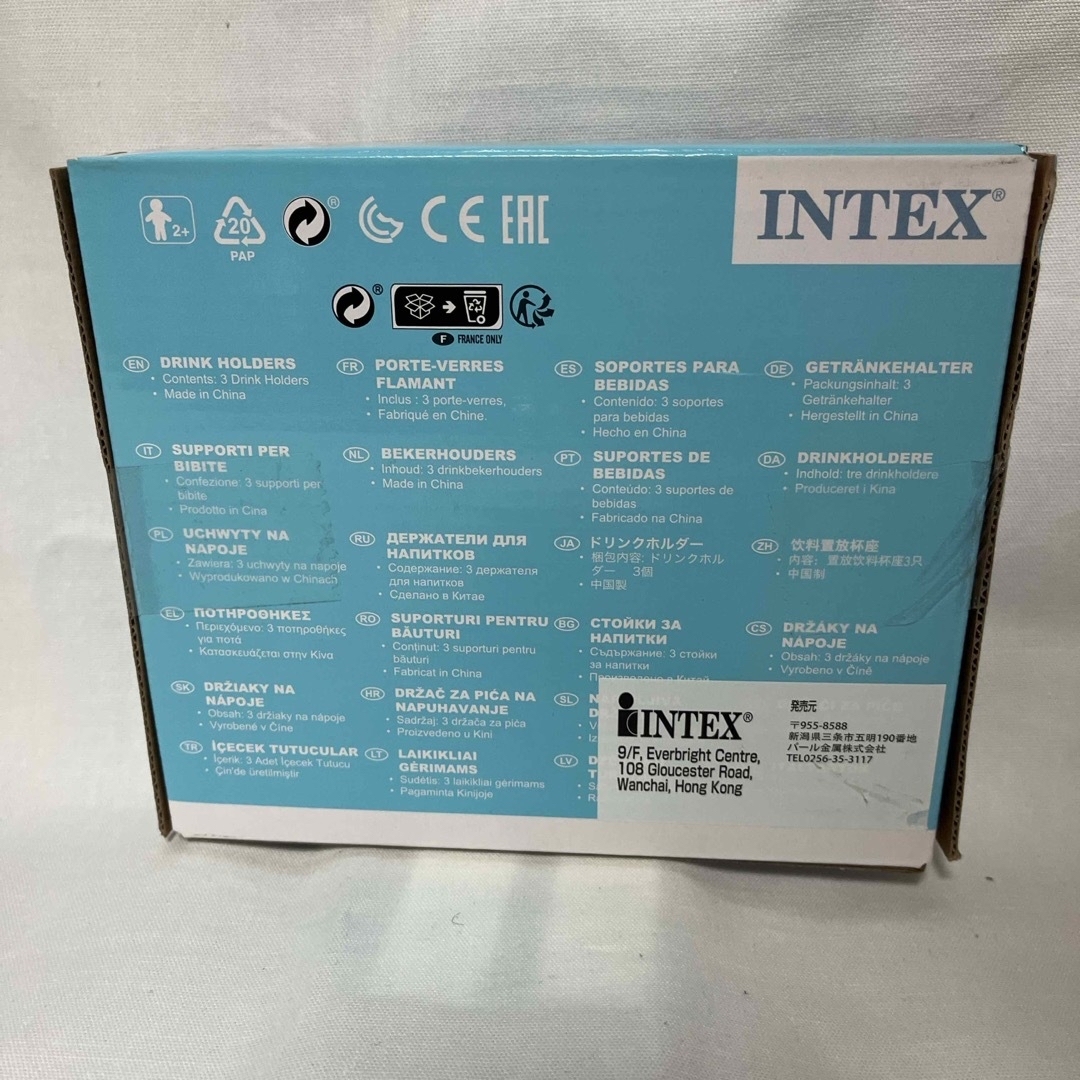 2+
20
PAP
®
CE EAC
INTEX®
®
F FRANCE ONLY
EN DRINK HOLDERS
• Contents: 3 Drink Holders
• Made in China
FR PORTE-VERRES
FLAMANT
• Inclus : 3 porte-verres,
• Fabriqué en Chine.
ES SOPORTES PARA
BEBIDAS
• Contenido: 3 soportes
para bebidas
• Hecho en China
DE GETRÄNKEHALTER
• Packungsinhalt: 3
Getränkehalter
• Hergestellt in China
IT SUPPORTI PER
BIBITE
• Confezione: 3 supporti per
bibite
• Prodotto in Cina
NL BEKERHOUDERS
• Inhoud: 3 drinkbekerhouders
• Made in China
PT SUPORTES DE
BEBIDAS
• Conteúdo: 3 suportes de
bebidas
• Fabricado na China
DA DRINKHOLDERE
• Indhold: tre drinkholdere
• Produceret i Kina
PL UCHWYTY NA
NAPOJE
• Zawiera: 3 uchwyty na napoje
• Wyprodukowano w Chinach
RU ДЕРЖАТЕЛИ ДЛЯ
НАПИТКОВ
• Содержание: 3 держателя
для напитков
• Сделано в Китае
JA ドリンクホルダー
• 梱包内容: ドリンクホル
ダー 3個
• 中国製
ZH 饮料置放杯座
• 内容: 置放饮料杯座3只
• 中国制
EL ΠΟΤΗΡΟΘΗΚΕΣ
• Περιεχόμενο: 3 ποτηροθήκες
για ποτά
• Κατασκευάζεται στην Κίνα
RO SUPORTURI PENTRU
BĂUTURI
• Conţinut: 3 suporturi pentru
băuturi
• Fabricat in China
BG СТОЙКИ ЗА
НАПИТКИ
• Съдържание: 3 стойки
за напитки
• Произведено в Китай
CS DRŽÁKY NA
NÁPOJE
• Obsah: 3 držáky na nápoje
• Vyrobeno v Číně
SK DRŽIAKY NA
NÁPOJE
• Obsah: 3 držiaky na nápoje
• Vyrobené v Číne
HR DRŽAČ ZA PIĆA NA
NAPUHAVANJE
• Sadržaj: 3 držača za pića
• Proizvedeno u Kini
SL
ZA PIĆE
TR İÇECEK TUTUCULAR
• İçerik: 3 Adet İçecek Tutucu
• Çin'de üretilmiştir
LT LAIKIKLIAI
GĖRIMAMS
• Sudėtis: 3 laikikliai gėrimams
• Pagaminta Kinijoje
LV
INTEX®
9/F, Everbright Centre,
108 Gloucester Road,
Wanchai, Hong Kong
発売元
〒955-8588
新潟県三条市五明190番地
パール金属株式会社
TEL0256-35-3117